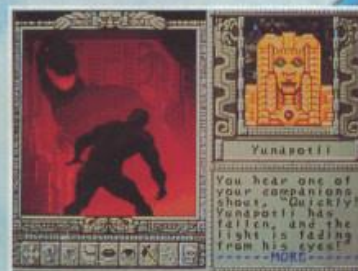 Yunapotli
You hear one of
your companions
shout, "Quickly!
Yunapotli has
fallen, and the
light is fading
from his eyes!"
MORE